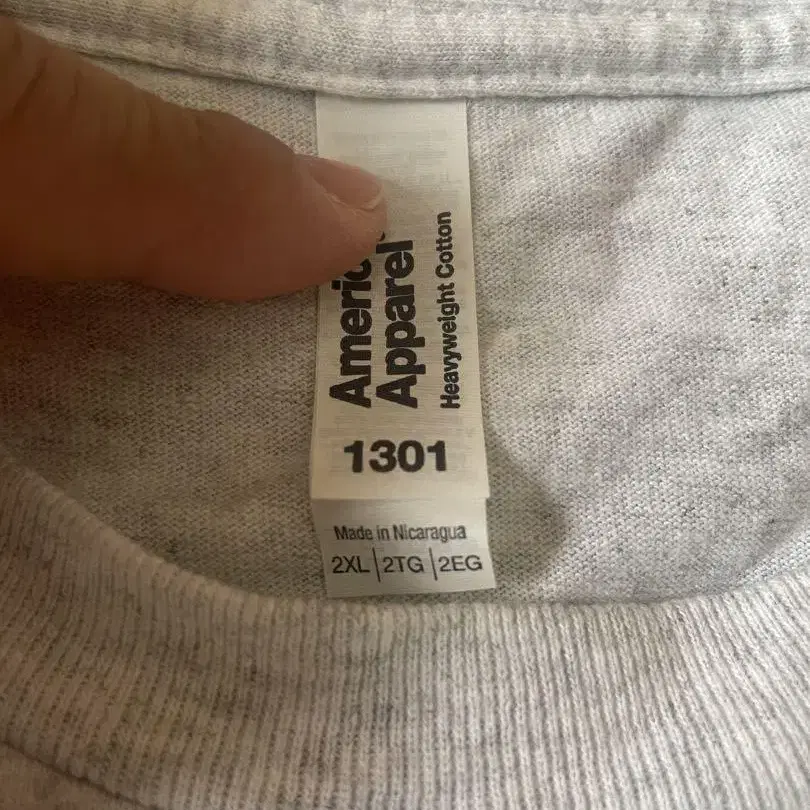 Apparel
Heavyweight Cotton
1301
Made in Nicaragua
2XL|2TG|2EG